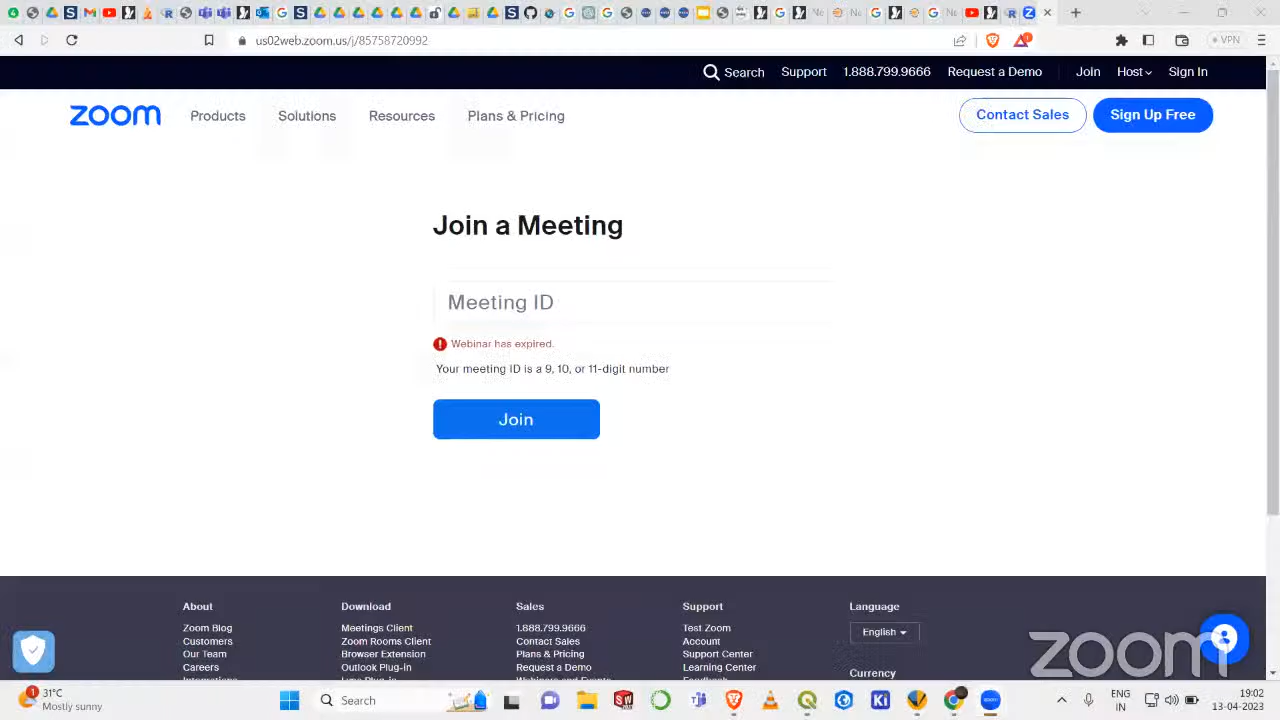 us02web.zoom.us/j/85758720992
VPN
Search Support 1.888.799.9666 Request a Demo Join Host Sign In
zoom Products Solutions Resources Plans & Pricing Contact Sales Sign Up Free
Join a Meeting
Meeting ID
Webinar has expired.
Your meeting ID is a 9, 10, or 11-digit number
Join
About Download Sales Support Language
Zoom Blog Meetings Client 1.888.799.9666 Test Zoom English
Customers Zoom Rooms Client Contact Sales Account
Our Team Browser Extension Plans & Pricing Support Center
Careers Outlook Plug-in Request a Demo Learning Center
Currency
zoom
31°C
Mostly sunny
Search
ENG
IN
19:02
13-04-2023